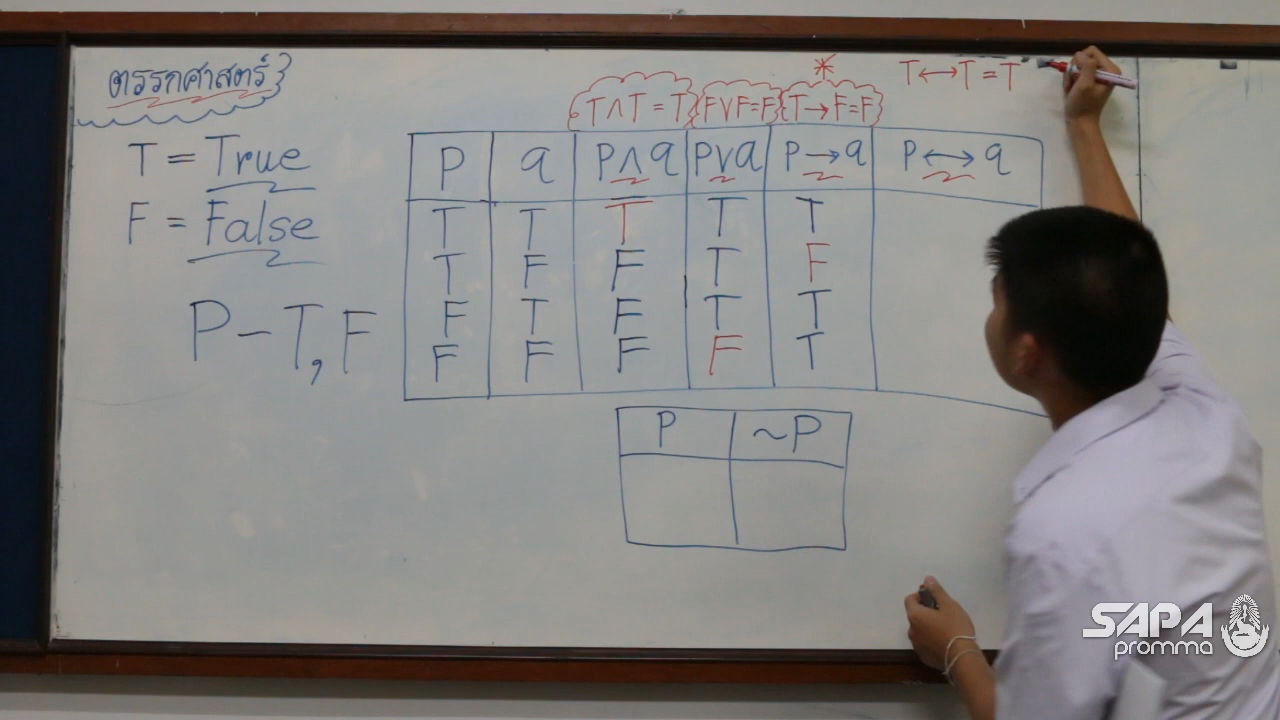 ตรรกศาสตร์
T = True
F = False
P - T, F
T∧T = T F∨F=F *T→F=F T↔T=T
P q P∧q P∨q P→q P↔q
T T T T T
T F F T F
F T F T T
F F F F T
P ~P
SAPA
promma